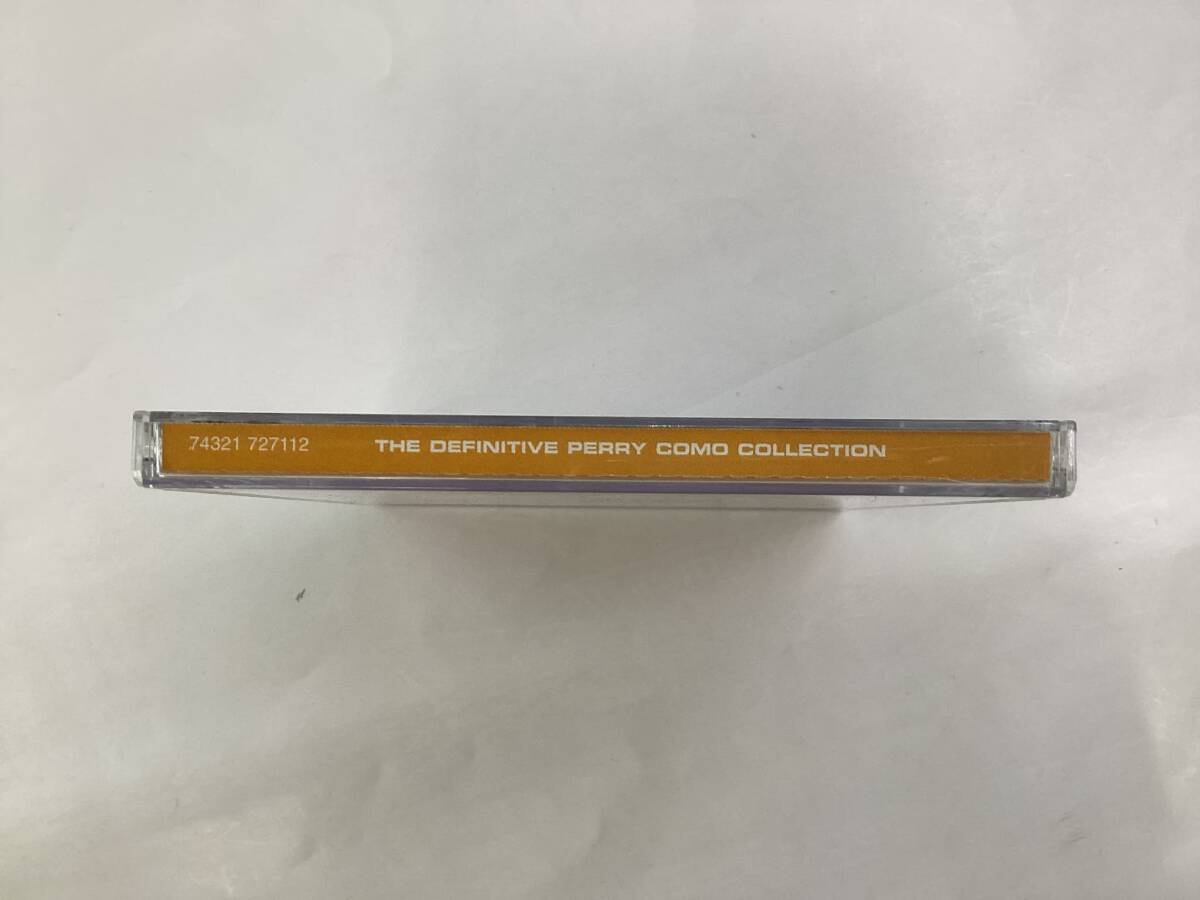 74321 727112 THE DEFINITIVE PERRY COMO COLLECTION